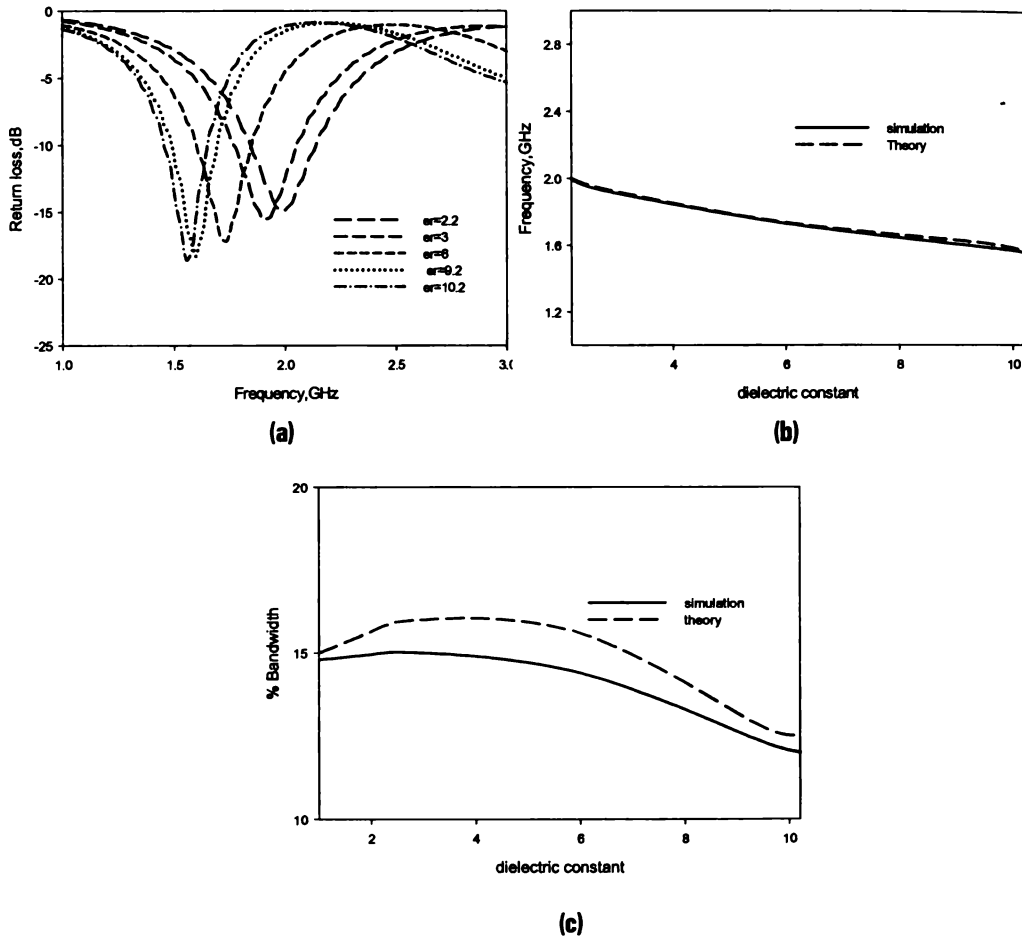 0
-5
-10
-15
-20
-25
Return loss,dB
er=2.2
er=3
er=6
er=9.2
er=10.2
1.0
1.5
2.0
2.5
3.0
Frequency,GHz
(a)
2.8
2.4
2.0
1.6
1.2
Frequency,GHz
simulation
Theory
4
6
8
10
dielectric constant
(b)
20
15
10
% Bandwidth
simulation
theory
2
4
6
8
10
dielectric constant
(c)